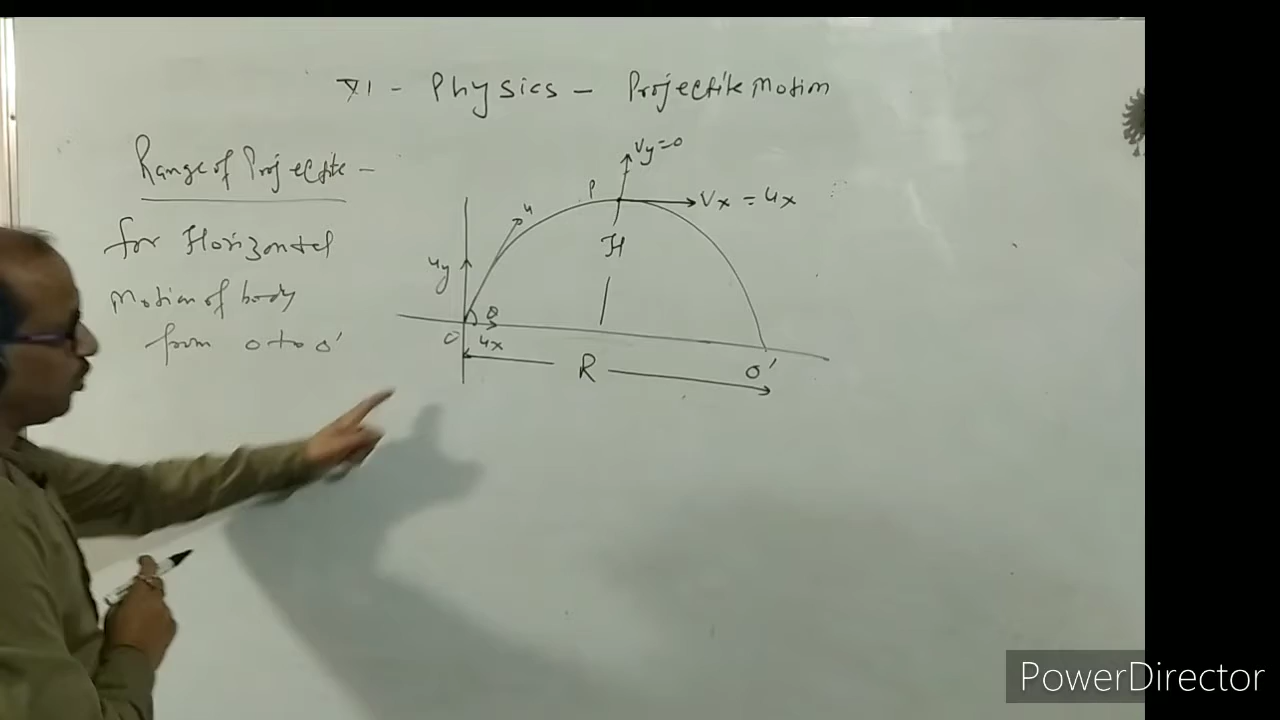 XI - Physics - Projectile Motion
Range of Projectile -
for Horizontal
Motion of body
from O to O'
Vy=0
P
Vx = ux
u
H
uy
θ
O
ux
R
O'
PowerDirector